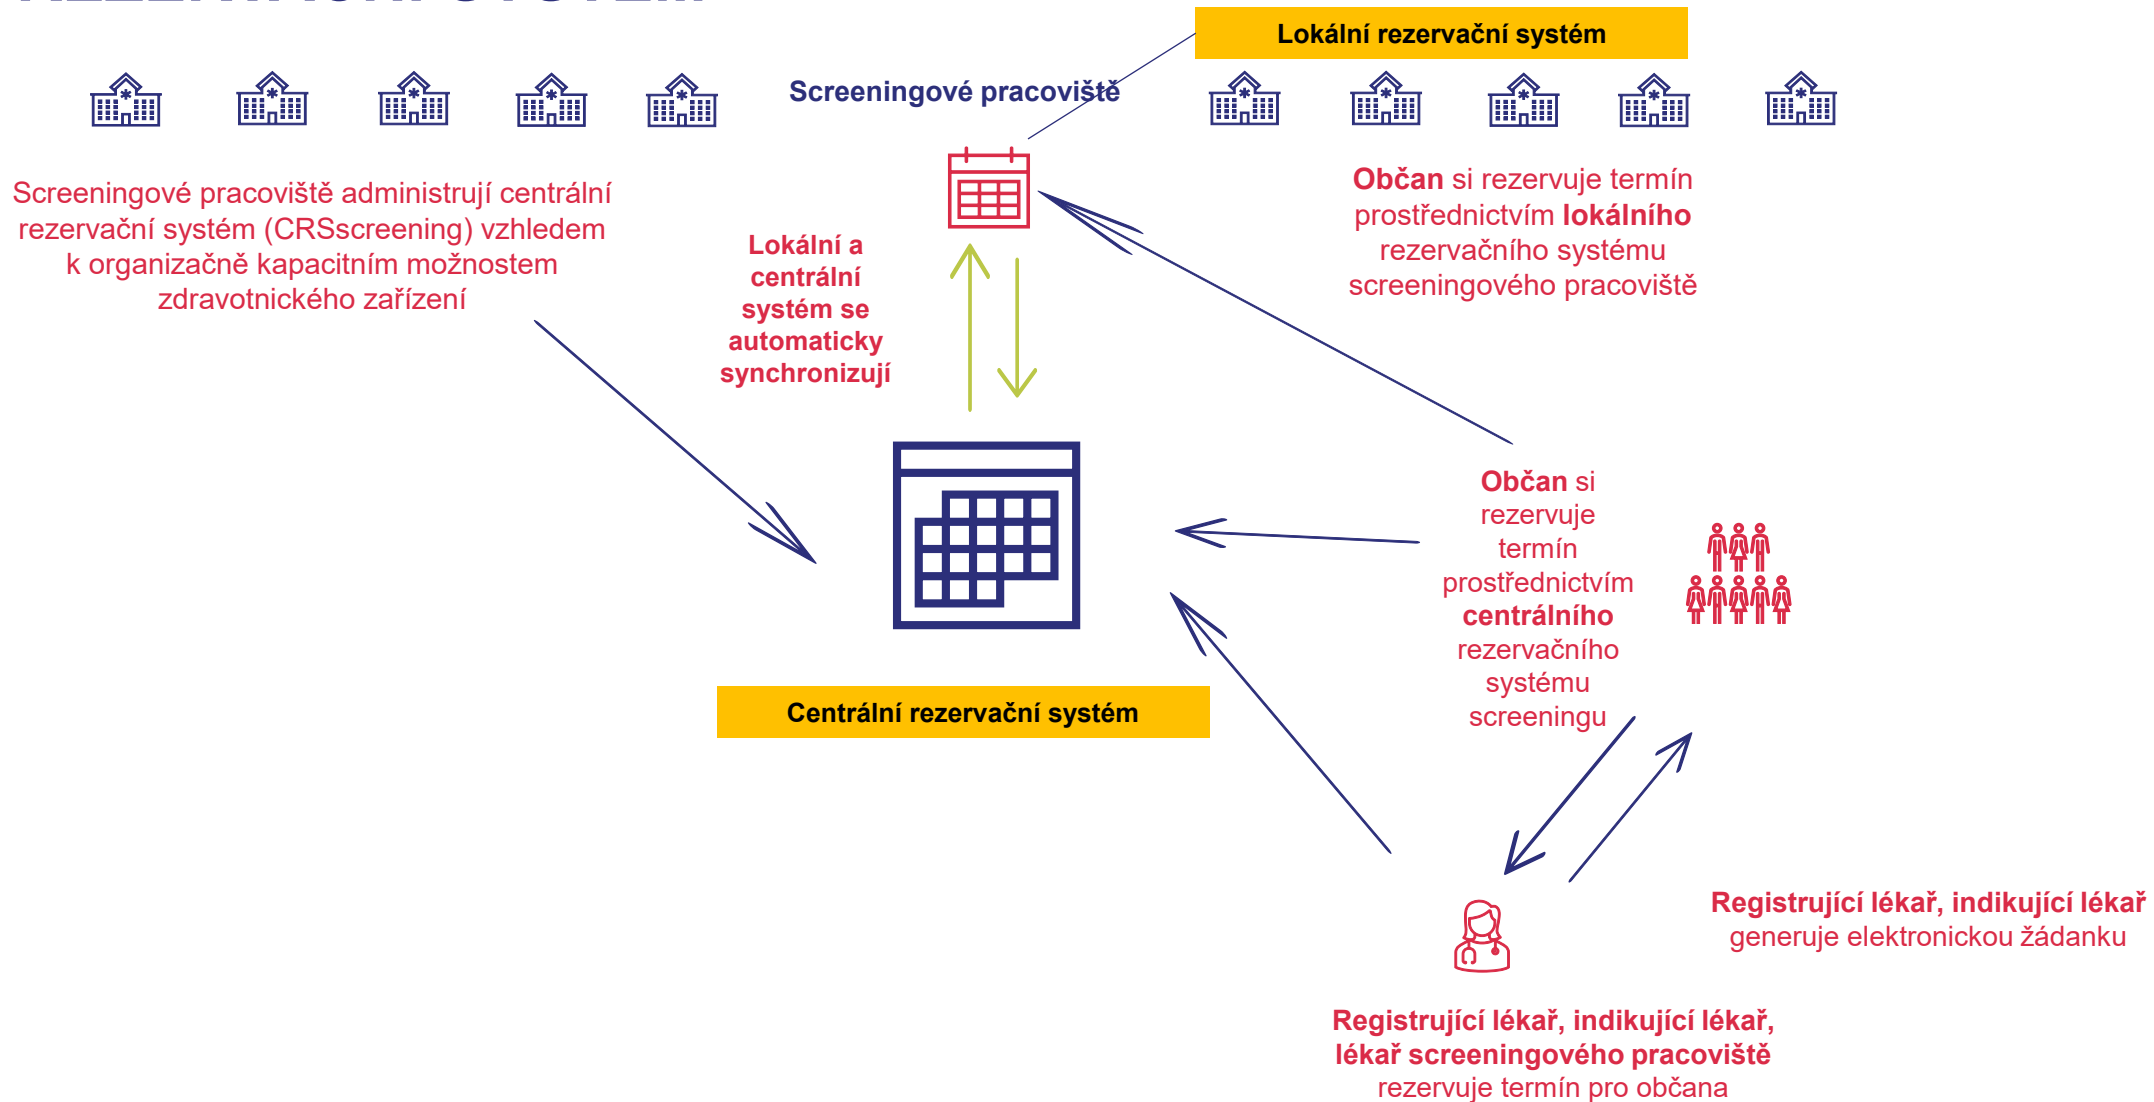 Lokální rezervační systém
Screeningové pracoviště
Screeningové pracoviště administrují centrální
rezervační systém (CRSscreening) vzhledem
k organizačně kapacitním možnostem
zdravotnického zařízení
Lokální a
centrální
systém se
automaticky
synchronizují
Občan si rezervuje termín
prostřednictvím lokálního
rezervačního systému
screeningového pracoviště
Občan si
rezervuje
termín
prostřednictvím
centrálního
rezervačního
systému
screeningu
Centrální rezervační systém
Registrující lékař, indikující lékař
generuje elektronickou žádanku
Registrující lékař, indikující lékař,
lékař screeningového pracoviště
rezervuje termín pro občana